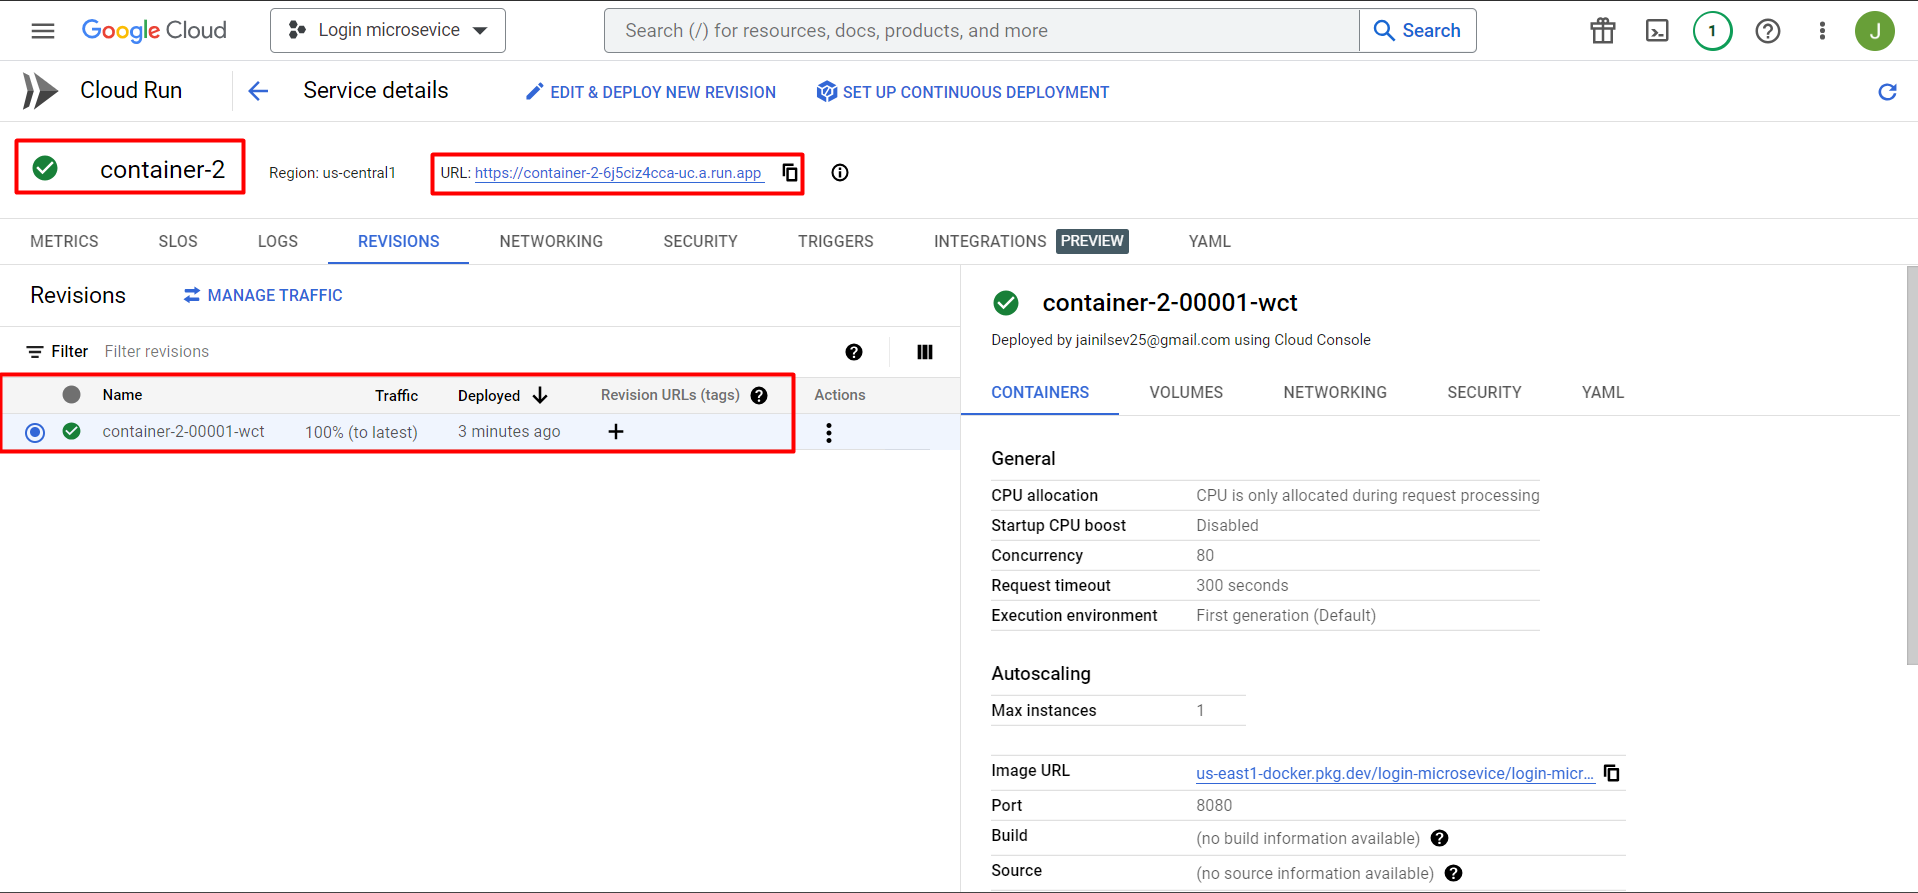 Google Cloud
Login microsevice
Search (/) for resources, docs, products, and more
Search
1
J
Cloud Run
Service details
EDIT & DEPLOY NEW REVISION
SET UP CONTINUOUS DEPLOYMENT
container-2
Region: us-central1
URL: https://container-2-6j5ciz4cca-uc.a.run.app
METRICS
SLOS
LOGS
REVISIONS
NETWORKING
SECURITY
TRIGGERS
INTEGRATIONS PREVIEW
YAML
Revisions
MANAGE TRAFFIC
Filter Filter revisions
Name Traffic Deployed Revision URLs (tags) Actions
container-2-00001-wct 100% (to latest) 3 minutes ago
container-2-00001-wct
Deployed by jainilsev25@gmail.com using Cloud Console
CONTAINERS
VOLUMES
NETWORKING
SECURITY
YAML
General
CPU allocation CPU is only allocated during request processing
Startup CPU boost Disabled
Concurrency 80
Request timeout 300 seconds
Execution environment First generation (Default)
Autoscaling
Max instances 1
Image URL us-east1-docker.pkg.dev/login-microsevice/login-micr...
Port 8080
Build (no build information available)
Source (no source information available)